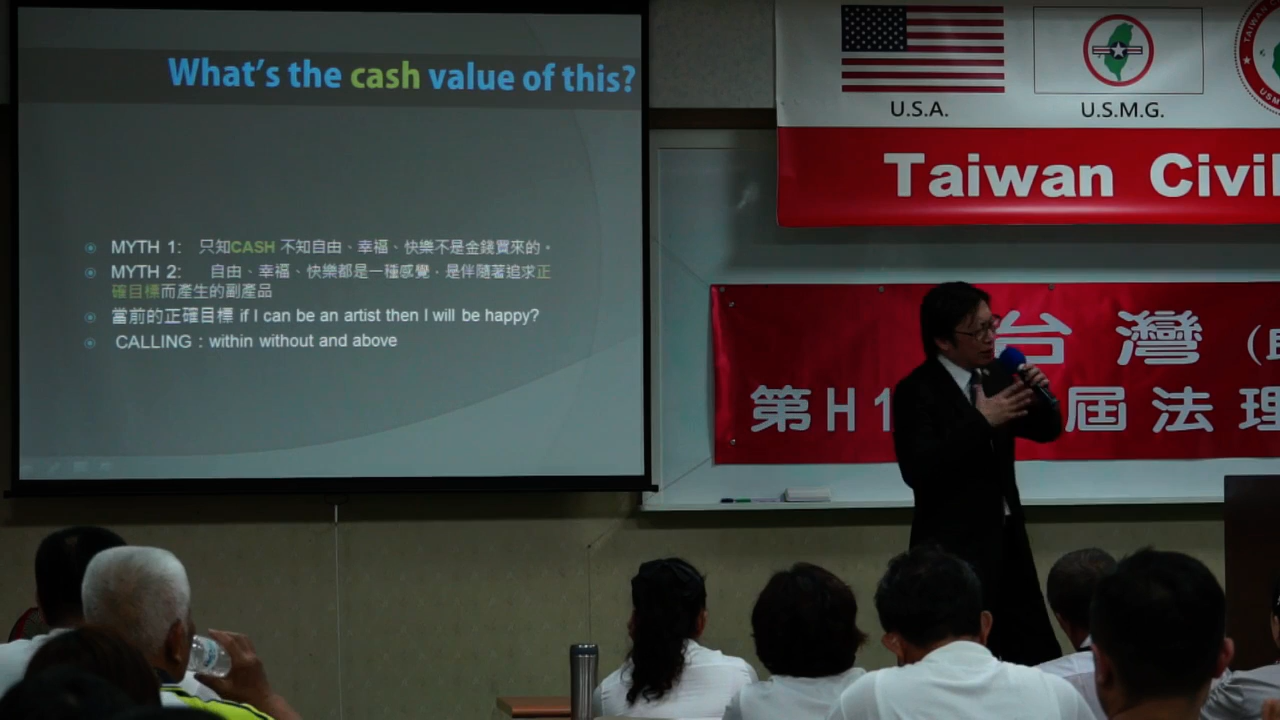 What's the cash value of this?
MYTH 1: 只知CASH 不知自由、幸福、快樂不是金錢買來的。
MYTH 2: 自由、幸福、快樂都是一種感覺，是伴隨著追求正
確目標而產生的副產品
當前的正確目標 if I can be an artist then I will be happy?
CALLING : within without and above
U.S.A.
U.S.M.G.
Taiwan Civil
台灣
第H1
屆法理